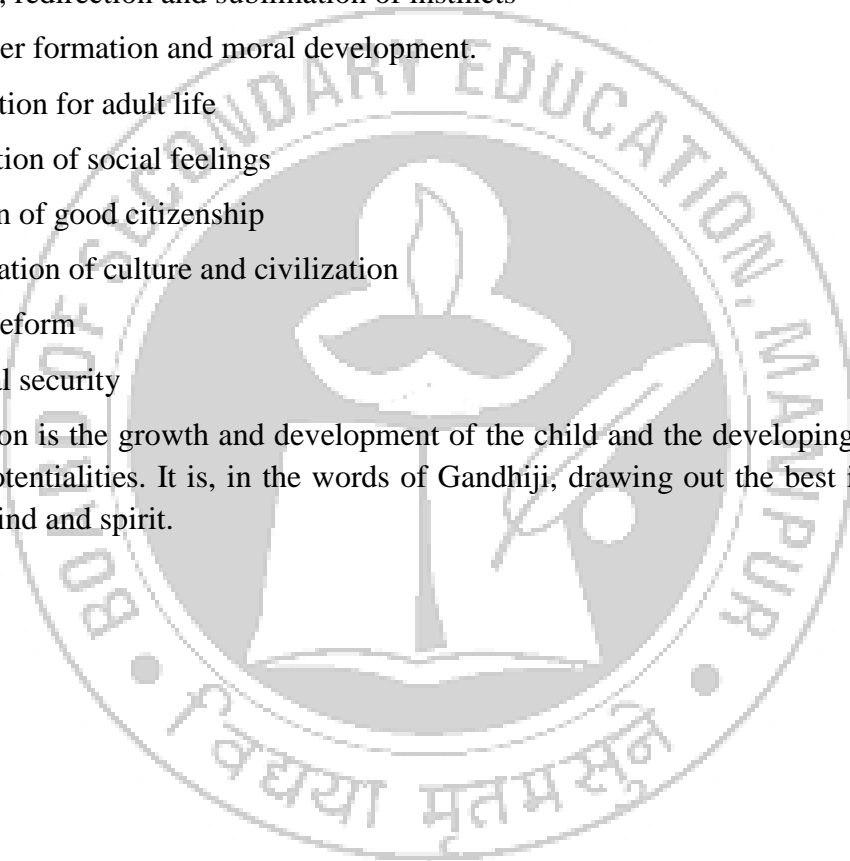 , redirection and sublimation of instincts
er formation and moral development.
tion for adult life
tion of social feelings
n of good citizenship
ation of culture and civilization
eform
al security
on is the growth and development of the child and the developing
otentialities. It is, in the words of Gandhiji, drawing out the best i
ind and spirit.
BOARD OF SECONDARY EDUCATION, MANIPUR
विद्यया मृतमस्नुते